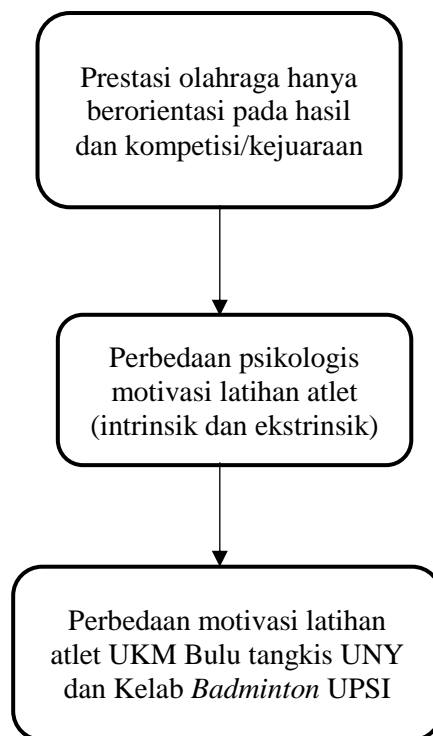 Prestasi olahraga hanya
berorientasi pada hasil
dan kompetisi/kejuaraan
Perbedaan psikologis
motivasi latihan atlet
(intrinsik dan ekstrinsik)
Perbedaan motivasi latihan
atlet UKM Bulu tangkis UNY
dan Kelab Badminton UPSI